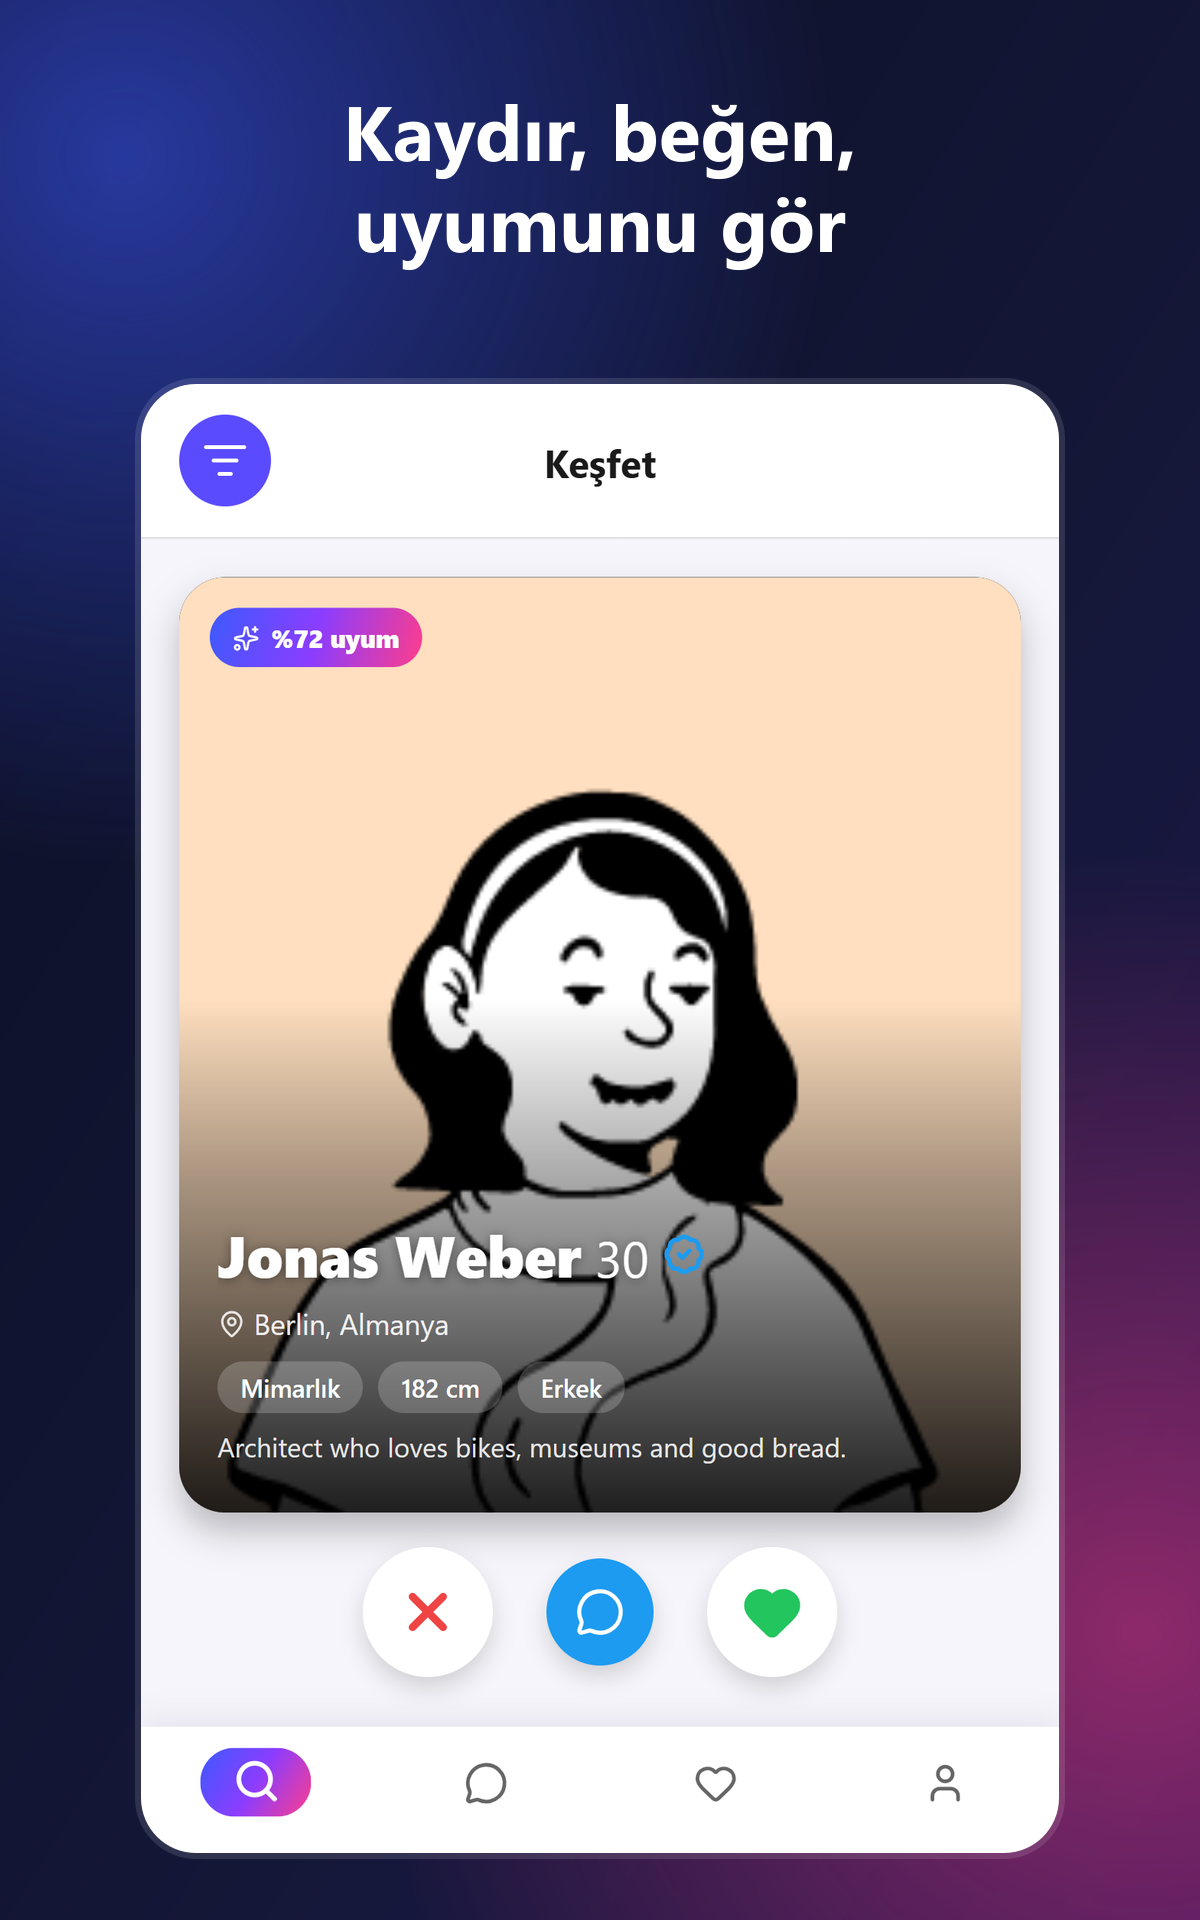 Kaydır, beğen,
uyumunu gör
Keşfet
%72 uyum
Jonas Weber 30
Berlin, Almanya
Mimarlık 182 cm Erkek
Architect who loves bikes, museums and good bread.